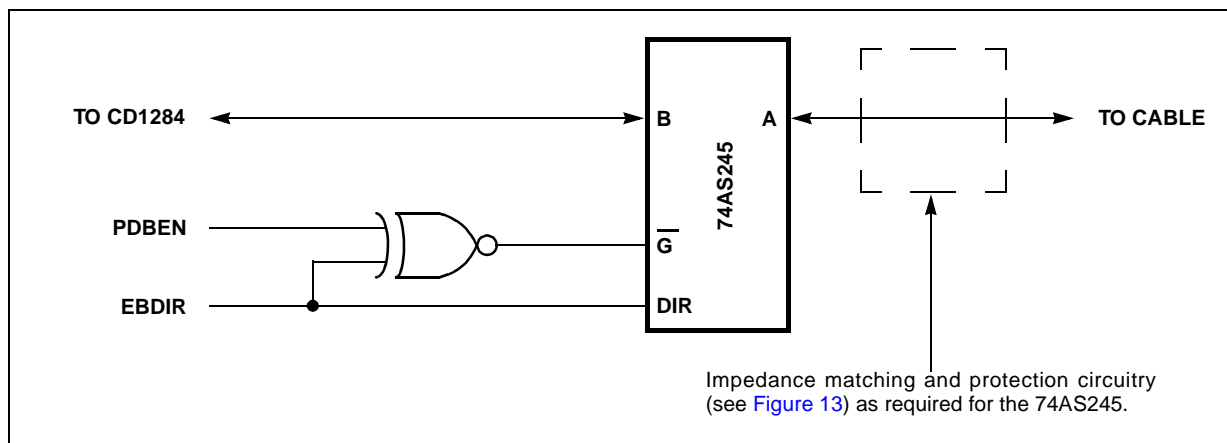 TO CD1284
B
A
TO CABLE
74AS245
PDBEN
G
EBDIR
DIR
Impedance matching and protection circuitry
(see Figure 13) as required for the 74AS245.